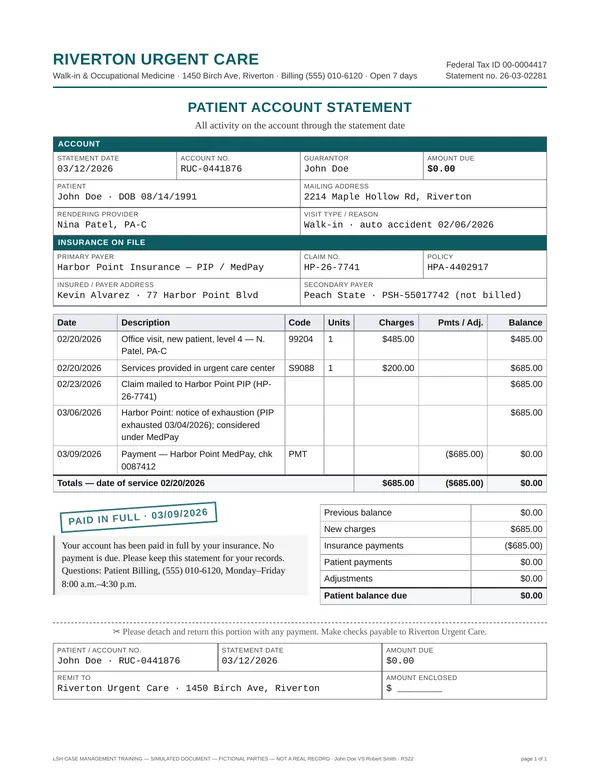 RIVERTON URGENT CARE
Walk-in & Occupational Medicine · 1450 Birch Ave, Riverton · Billing (555) 010-6120 · Open 7 days
Federal Tax ID 00-0004417
Statement no. 26-03-02281
PATIENT ACCOUNT STATEMENT
All activity on the account through the statement date
ACCOUNT
STATEMENT DATE ACCOUNT NO. GUARANTOR AMOUNT DUE
03/12/2026 RUC-0441876 John Doe $0.00
PATIENT MAILING ADDRESS
John Doe · DOB 08/14/1991 2214 Maple Hollow Rd, Riverton
RENDERING PROVIDER VISIT TYPE / REASON
Nina Patel, PA-C Walk-in · auto accident 02/06/2026
INSURANCE ON FILE
PRIMARY PAYER CLAIM NO. POLICY
Harbor Point Insurance — PIP / MedPay HP-26-7741 HPA-4402917
INSURED / PAYER ADDRESS SECONDARY PAYER
Kevin Alvarez · 77 Harbor Point Blvd Peach State · PSH-55017742 (not billed)
Date Description Code Units Charges Pmts / Adj. Balance
02/20/2026 Office visit, new patient, level 4 — N. 99204 1 $485.00 $485.00
Patel, PA-C
02/20/2026 Services provided in urgent care center S9088 1 $200.00 $685.00
02/23/2026 Claim mailed to Harbor Point PIP (HP- $685.00
26-7741)
03/06/2026 Harbor Point: notice of exhaustion (PIP $685.00
exhausted 03/04/2026); considered
under MedPay
03/09/2026 Payment — Harbor Point MedPay, chk PMT ($685.00) $0.00
0087412
Totals — date of service 02/20/2026 $685.00 ($685.00) $0.00
PAID IN FULL · 03/09/2026
Your account has been paid in full by your insurance. No
payment is due. Please keep this statement for your records.
Questions: Patient Billing, (555) 010-6120, Monday–Friday
8:00 a.m.–4:30 p.m.
Previous balance $0.00
New charges $685.00
Insurance payments ($685.00)
Patient payments $0.00
Adjustments $0.00
Patient balance due $0.00
✂ Please detach and return this portion with any payment. Make checks payable to Riverton Urgent Care.
PATIENT / ACCOUNT NO. STATEMENT DATE AMOUNT DUE
John Doe · RUC-0441876 03/12/2026 $0.00
REMIT TO AMOUNT ENCLOSED
Riverton Urgent Care · 1450 Birch Ave, Riverton $ ________
LSH CASE MANAGEMENT TRAINING — SIMULATED DOCUMENT — FICTIONAL PARTIES — NOT A REAL RECORD · John Doe VS Robert Smith · RS22 page 1 of 1